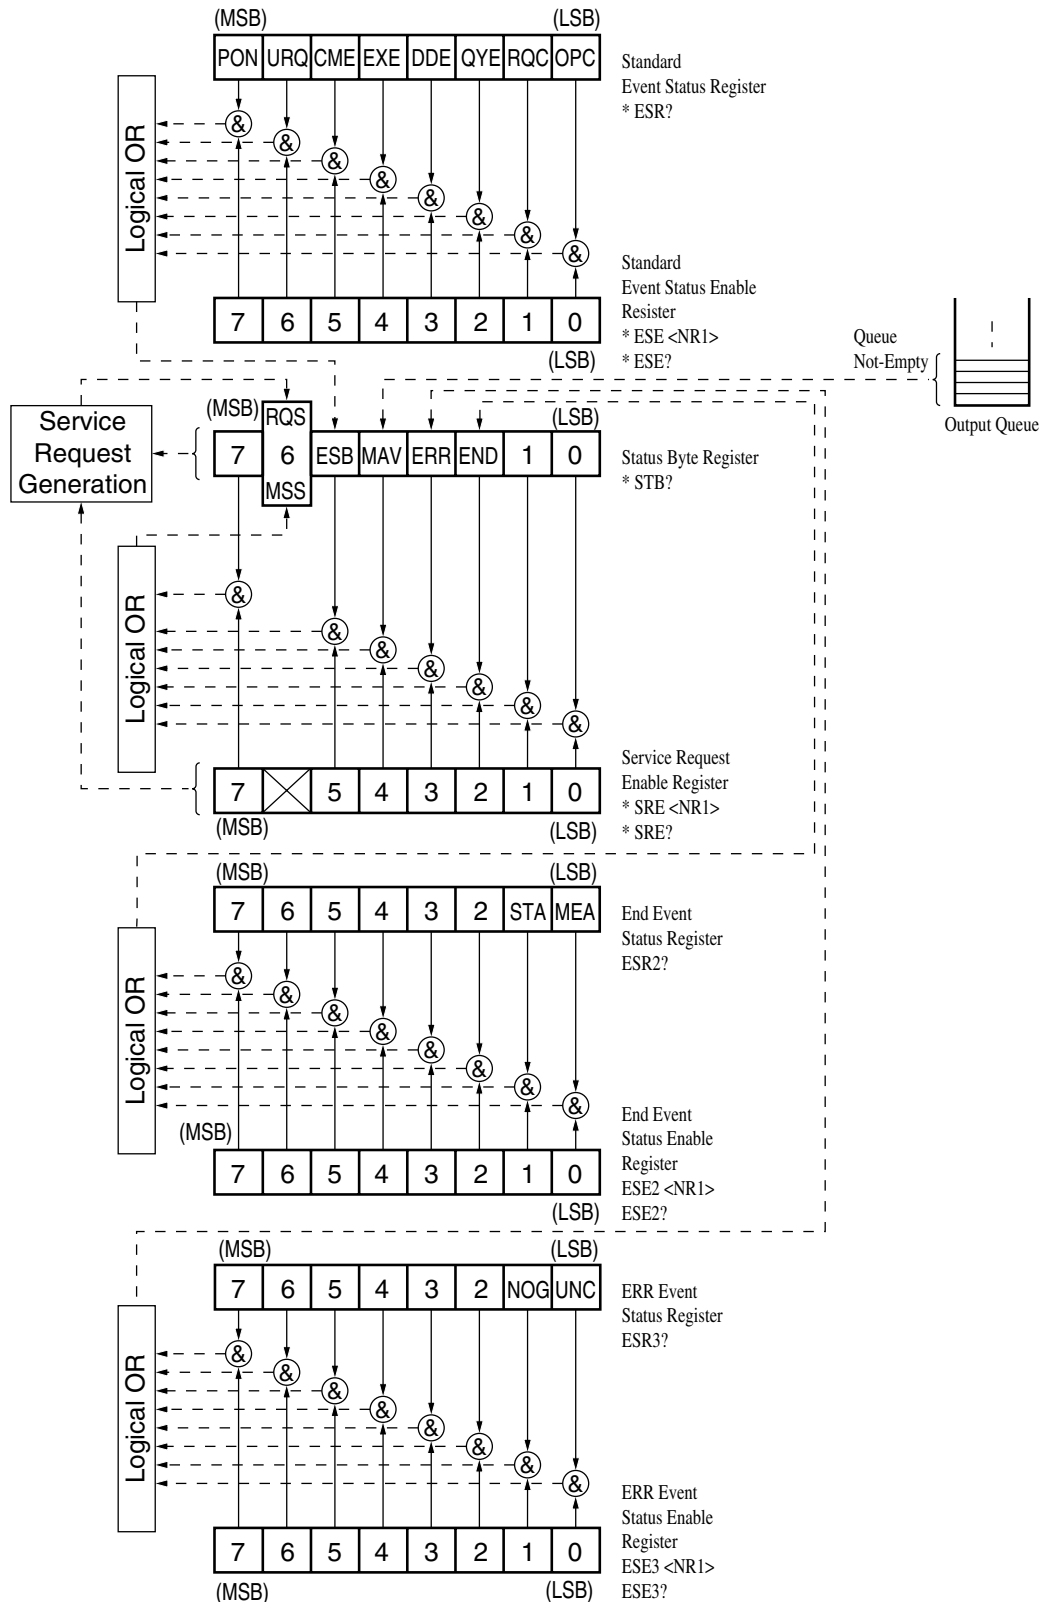 (MSB) (LSB)
PON URQ CME EXE DDE QYE RQC OPC
Standard
Event Status Register
* ESR?
Logical OR
& & & & & & & &
Standard
Event Status Enable
Resister
* ESE <NR1>
* ESE?
7 6 5 4 3 2 1 0
(LSB)
Queue
Not-Empty
Output Queue
Service
Request
Generation
(MSB) (LSB)
RQS
7 6 ESB MAV ERR END 1 0
MSS
Status Byte Register
* STB?
Logical OR
& & & & & & &
Service Request
Enable Register
* SRE <NR1>
* SRE?
7 5 4 3 2 1 0
(MSB) (LSB)
(MSB) (LSB)
7 6 5 4 3 2 STA MEA
End Event
Status Register
ESR2?
Logical OR
& & & & & & & &
End Event
Status Enable
Register
ESE2 <NR1>
ESE2?
(MSB)
7 6 5 4 3 2 1 0
(LSB)
(MSB) (LSB)
7 6 5 4 3 2 NOG UNC
ERR Event
Status Register
ESR3?
Logical OR
& & & & & & & &
ERR Event
Status Enable
Register
ESE3 <NR1>
ESE3?
7 6 5 4 3 2 1 0
(MSB) (LSB)